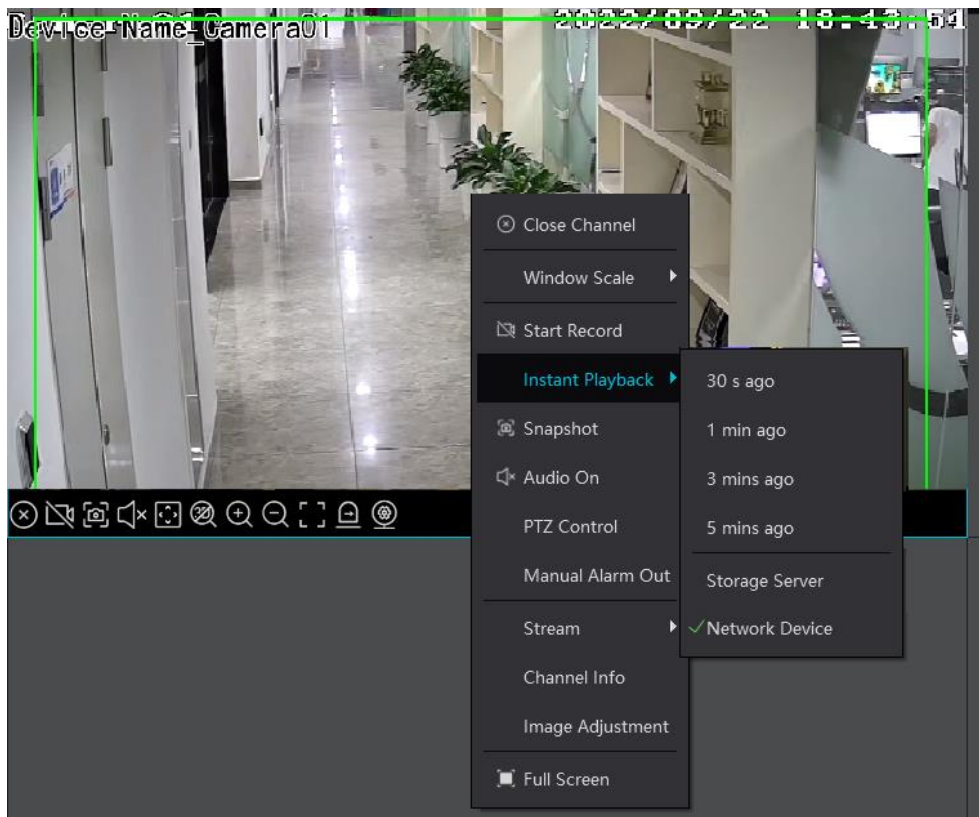 Device-Name_Camera01
Close Channel
Window Scale
Start Record
Instant Playback
30 s ago
Snapshot
1 min ago
Audio On
3 mins ago
PTZ Control
5 mins ago
Manual Alarm Out
Storage Server
Stream
Network Device
Channel Info
Image Adjustment
Full Screen
3D